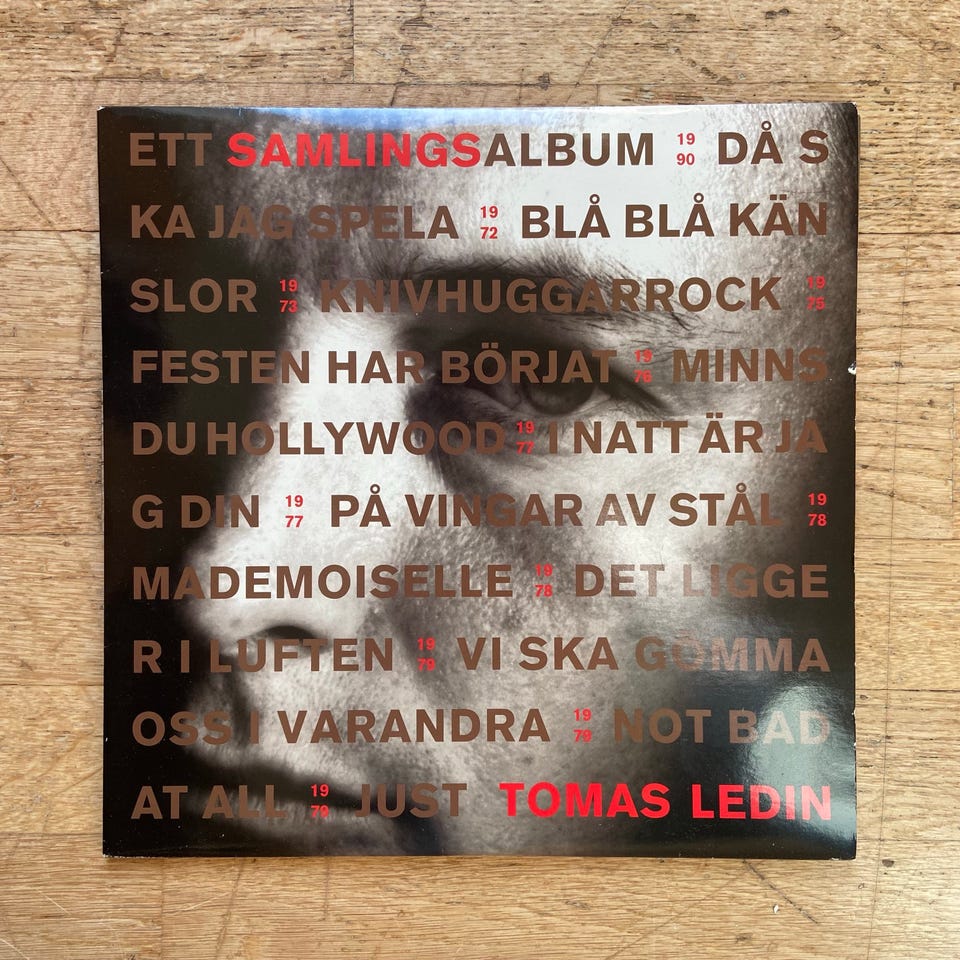 ETT SAMLINGSALBUM 19 90 DÅ S
KA JAG SPELA 19 72 BLÅ BLÅ KÄN
SLOR 19 73 KNIVHUGGARROCK 19 75
FESTEN HAR BÖRJAT 19 76 MINNS
DU HOLLYWOOD 19 77 I NATT ÄR JA
G DIN 19 77 PÅ VINGAR AV STÅL 19 78
MADEMOISELLE 19 78 DET LIGGE
R I LUFTEN 19 79 VI SKA GÖMMA
OSS I VARANDRA 19 79 NOT BAD
AT ALL 19 79 JUST TOMAS LEDIN